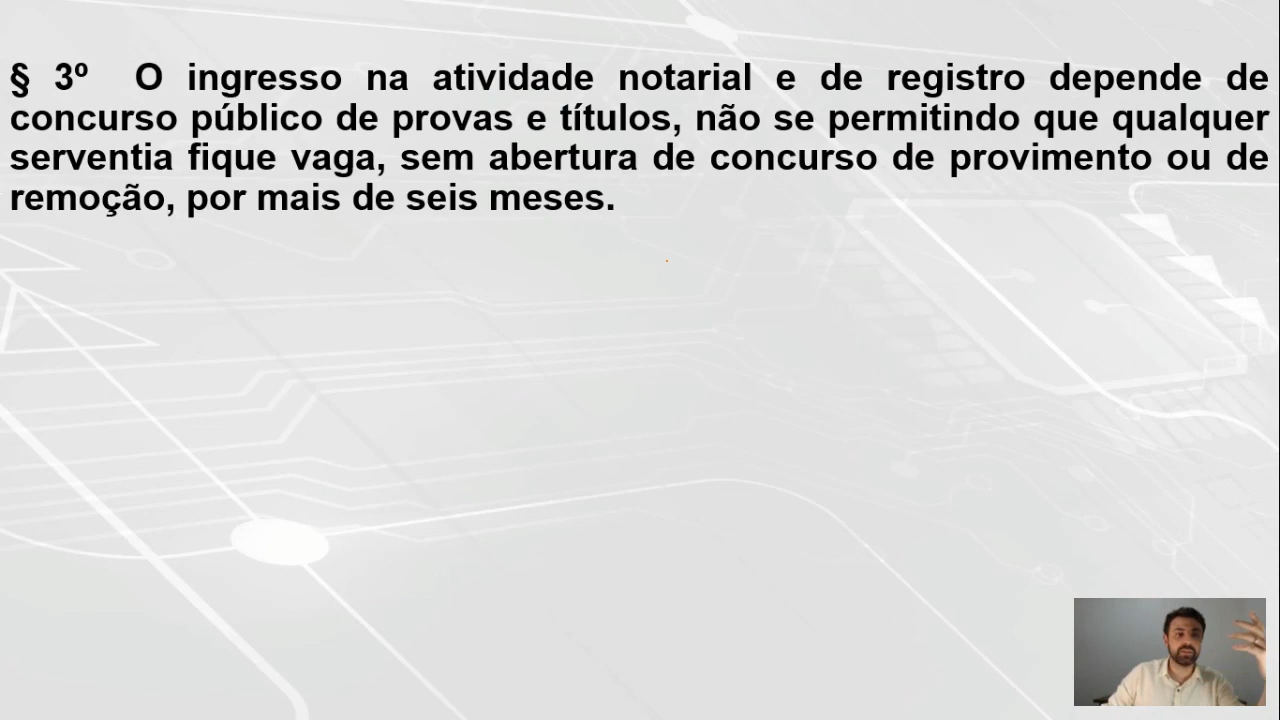 § 3º O ingresso na atividade notarial e de registro depende de
concurso público de provas e títulos, não se permitindo que qualquer
serventia fique vaga, sem abertura de concurso de provimento ou de
remoção, por mais de seis meses.